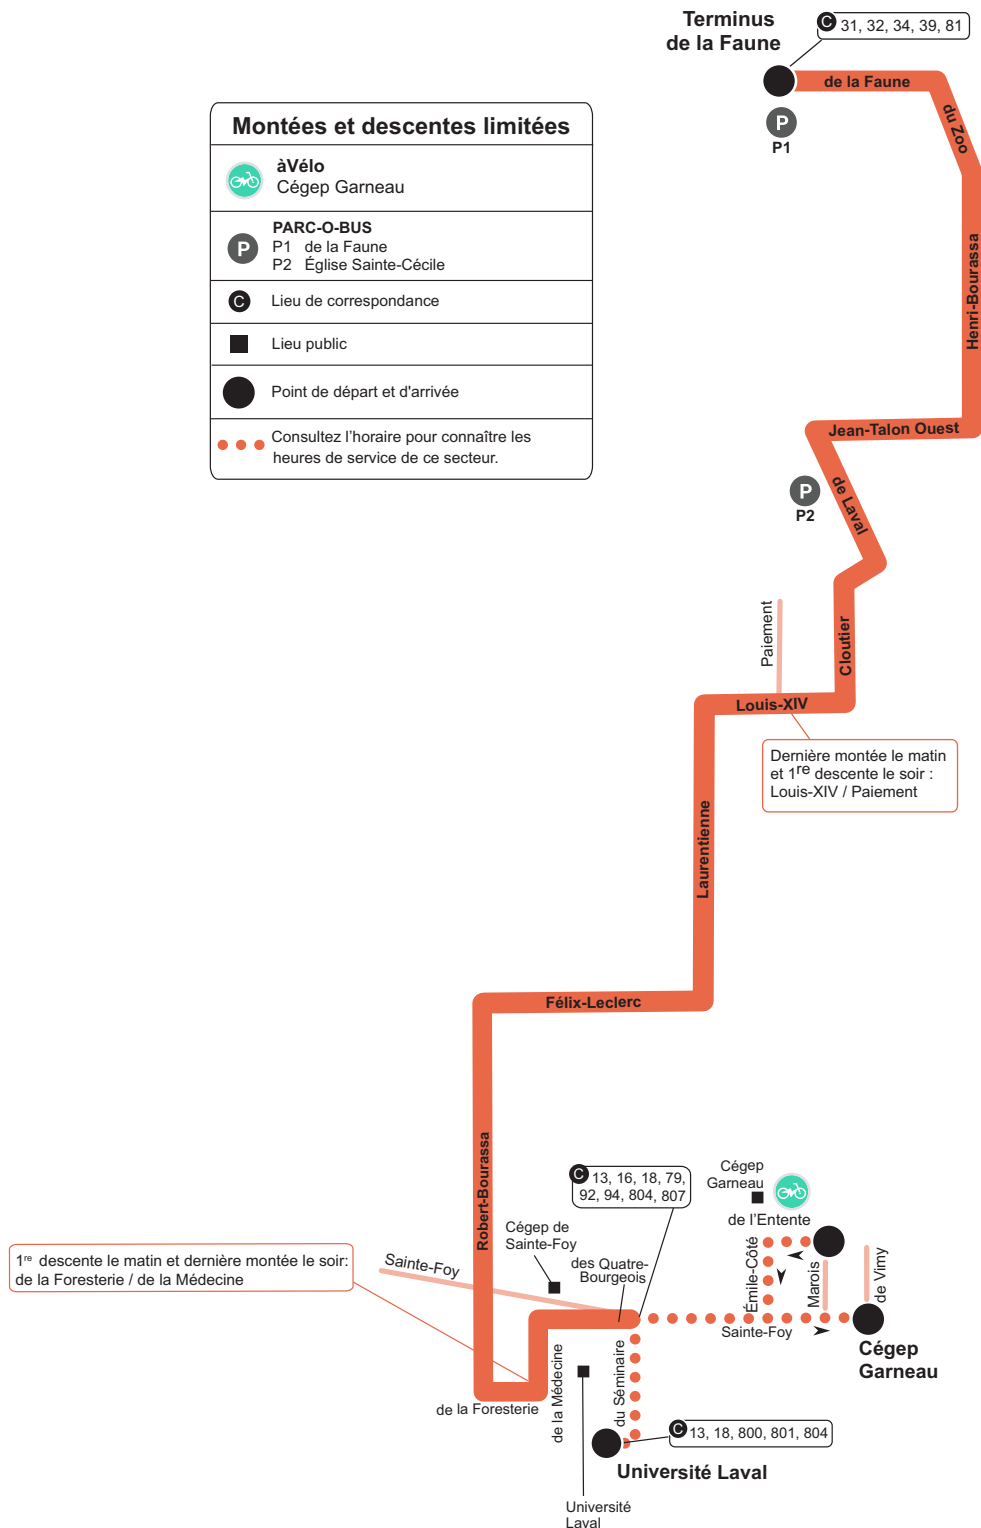 Terminus
de la Faune
C 31, 32, 34, 39, 81
de la Faune
du Zoo
P
P1
Henri-Bourassa
Montées et descentes limitées
àVélo
Cégep Garneau
P
PARC-O-BUS
P1 de la Faune
P2 Église Sainte-Cécile
C Lieu de correspondance
Lieu public
Point de départ et d'arrivée
Consultez l'horaire pour connaître les
heures de service de ce secteur.
Jean-Talon Ouest
de Laval
P
P2
Paiement
Cloutier
Louis-XIV
Dernière montée le matin
et 1re descente le soir :
Louis-XIV / Paiement
Laurentienne
Félix-Leclerc
Robert-Bourassa
C 13, 16, 18, 79,
92, 94, 804, 807
Cégep
Garneau
de l'Entente
Cégep de
Sainte-Foy
des Quatre-
Bourgeois
Émile-Côté
Marois
de Vimy
1re descente le matin et dernière montée le soir:
de la Foresterie / de la Médecine
Sainte-Foy
Sainte-Foy
Cégep
Garneau
de la Médecine
du Séminaire
de la Foresterie
C 13, 18, 800, 801, 804
Université Laval
Université
Laval